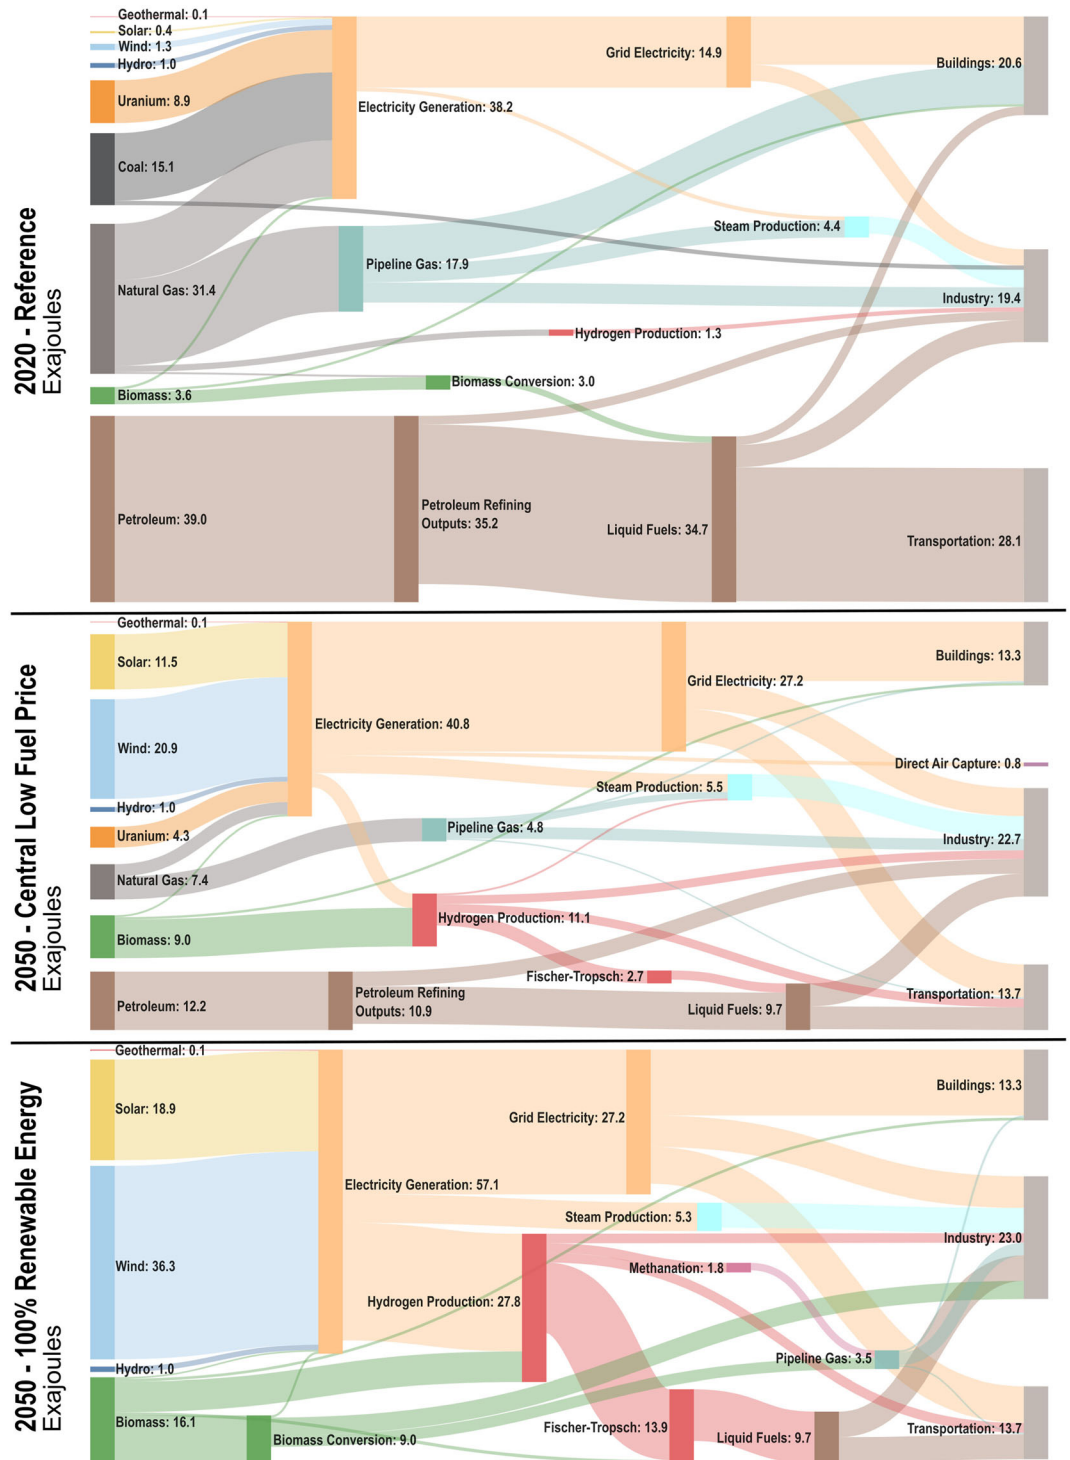 2020 - Reference
Exajoules
Geothermal: 0.1
Solar: 0.4
Wind: 1.3
Hydro: 1.0
Uranium: 8.9
Coal: 15.1
Natural Gas: 31.4
Biomass: 3.6
Petroleum: 39.0
Electricity Generation: 38.2
Pipeline Gas: 17.9
Hydrogen Production: 1.3
Biomass Conversion: 3.0
Petroleum Refining
Outputs: 35.2
Grid Electricity: 14.9
Steam Production: 4.4
Liquid Fuels: 34.7
Buildings: 20.6
Industry: 19.4
Transportation: 28.1
2050 - Central Low Fuel Price
Exajoules
Geothermal: 0.1
Solar: 11.5
Wind: 20.9
Hydro: 1.0
Uranium: 4.3
Natural Gas: 7.4
Biomass: 9.0
Petroleum: 12.2
Electricity Generation: 40.8
Pipeline Gas: 4.8
Hydrogen Production: 11.1
Petroleum Refining
Outputs: 10.9
Grid Electricity: 27.2
Steam Production: 5.5
Fischer-Tropsch: 2.7
Liquid Fuels: 9.7
Buildings: 13.3
Direct Air Capture: 0.8
Industry: 22.7
Transportation: 13.7
2050 - 100% Renewable Energy
Exajoules
Geothermal: 0.1
Solar: 18.9
Wind: 36.3
Hydro: 1.0
Biomass: 16.1
Electricity Generation: 57.1
Biomass Conversion: 9.0
Grid Electricity: 27.2
Steam Production: 5.3
Hydrogen Production: 27.8
Methanation: 1.8
Fischer-Tropsch: 13.9
Pipeline Gas: 3.5
Liquid Fuels: 9.7
Buildings: 13.3
Industry: 23.0
Transportation: 13.7